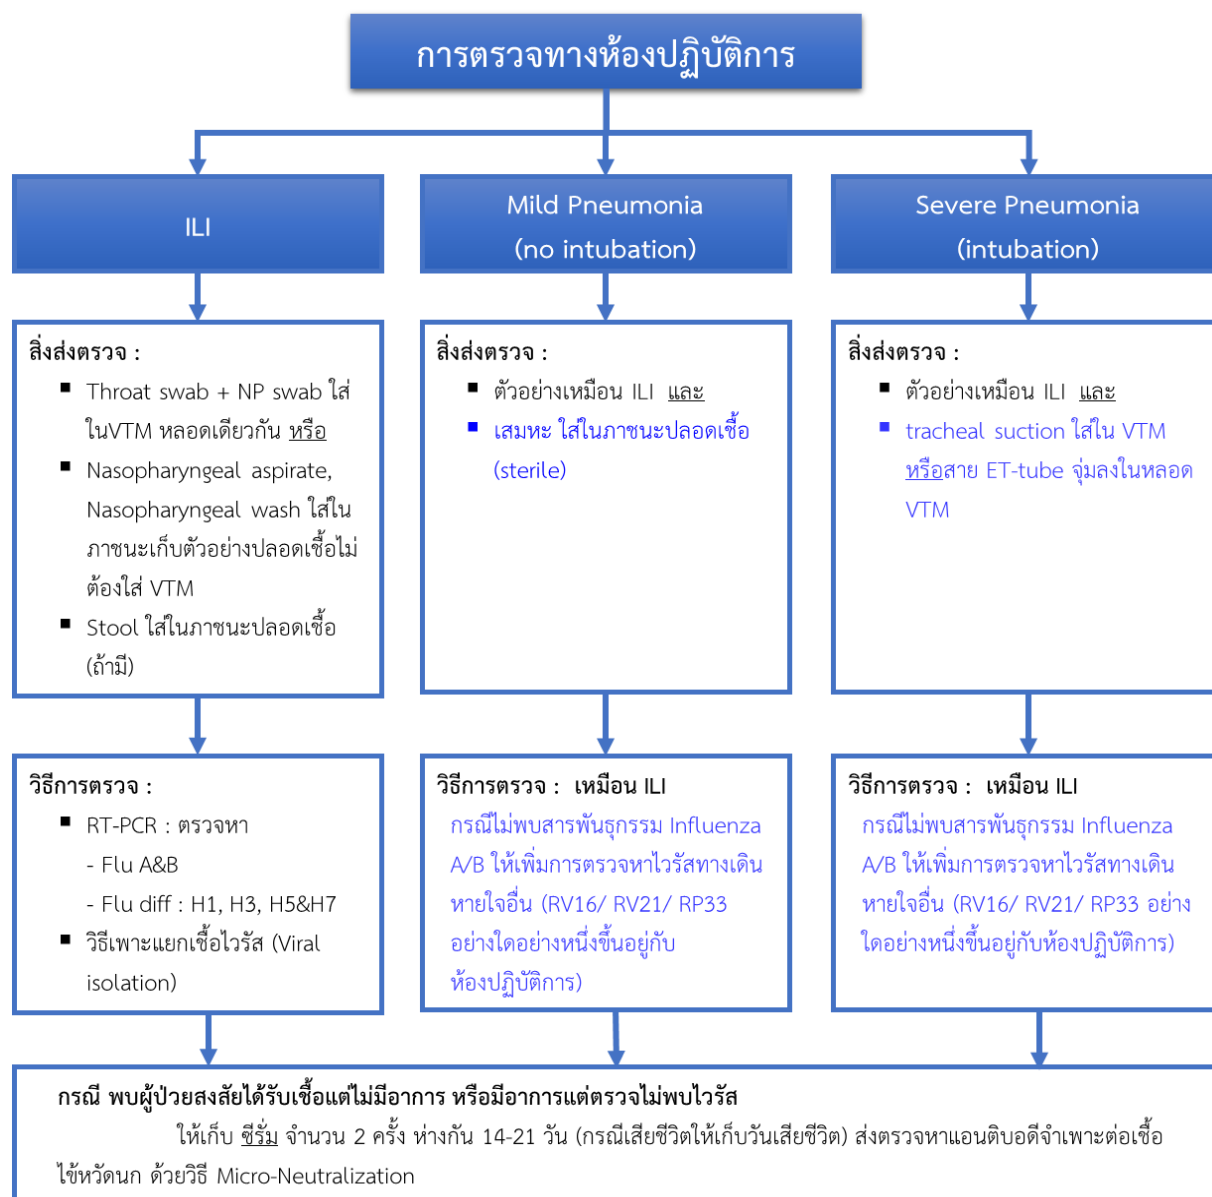 การตรวจทางห้องปฏิบัติการ
ILI
Mild Pneumonia
(no intubation)
Severe Pneumonia
(intubation)
สิ่งส่งตรวจ :
▪ Throat swab + NP swab ใส่
ในVTM หลอดเดียวกัน หรือ
▪ Nasopharyngeal aspirate,
Nasopharyngeal wash ใส่ใน
ภาชนะเก็บตัวอย่างปลอดเชื้อไม่
ต้องใส่ VTM
▪ Stool ใส่ในภาชนะปลอดเชื้อ
(ถ้ามี)
สิ่งส่งตรวจ :
▪ ตัวอย่างเหมือน ILI และ
▪ เสมหะ ใส่ในภาชนะปลอดเชื้อ
(sterile)
สิ่งส่งตรวจ :
▪ ตัวอย่างเหมือน ILI และ
▪ tracheal suction ใส่ใน VTM
หรือสาย ET-tube จุ่มลงในหลอด
VTM
วิธีการตรวจ :
▪ RT-PCR : ตรวจหา
- Flu A&B
- Flu diff : H1, H3, H5&H7
▪ วิธีเพาะแยกเชื้อไวรัส (Viral
isolation)
วิธีการตรวจ : เหมือน ILI
กรณีไม่พบสารพันธุกรรม Influenza
A/B ให้เพิ่มการตรวจหาไวรัสทางเดิน
หายใจอื่น (RV16/ RV21/ RP33
อย่างใดอย่างหนึ่งขึ้นอยู่กับ
ห้องปฏิบัติการ)
วิธีการตรวจ : เหมือน ILI
กรณีไม่พบสารพันธุกรรม Influenza
A/B ให้เพิ่มการตรวจหาไวรัสทางเดิน
หายใจอื่น (RV16/ RV21/ RP33 อย่าง
ใดอย่างหนึ่งขึ้นอยู่กับห้องปฏิบัติการ)
กรณี พบผู้ป่วยสงสัยได้รับเชื้อแต่ไม่มีอาการ หรือมีอาการแต่ตรวจไม่พบไวรัส
ให้เก็บ ซีรั่ม จำนวน 2 ครั้ง ห่างกัน 14-21 วัน (กรณีเสียชีวิตให้เก็บวันเสียชีวิต) ส่งตรวจหาแอนติบอดีจำเพาะต่อเชื้อ
ไข้หวัดนก ด้วยวิธี Micro-Neutralization